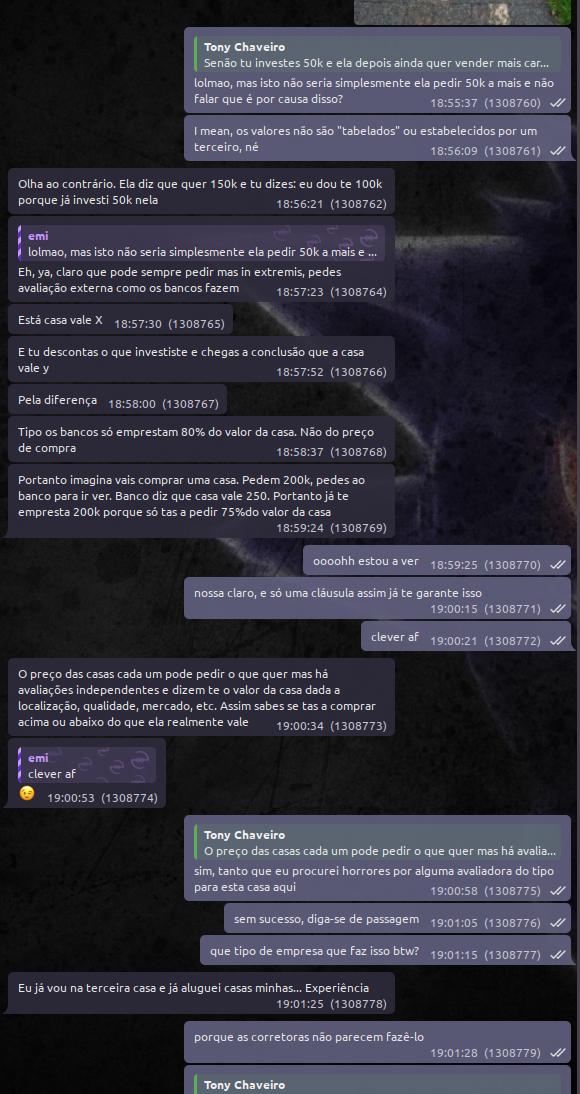 Tony Chaveiro
Senão tu investes 50k e ela depois ainda quer vender mais car...
lolmao, mas isto não seria simplesmente ela pedir 50k a mais e não
falar que é por causa disso?
18:55:37 (1308760)
I mean, os valores não são "tabelados" ou estabelecidos por um
terceiro, né
18:56:09 (1308761)
Olha ao contrário. Ela diz que quer 150k e tu dizes: eu dou te 100k
porque já investi 50k nela
18:56:21 (1308762)
emi
lolmao, mas isto não seria simplesmente ela pedir 50k a mais e ...
Eh, ya, claro que pode sempre pedir mas in extremis, pedes
avaliação externa como os bancos fazem
18:57:23 (1308764)
Está casa vale X 18:57:30 (1308765)
E tu descontas o que investiste e chegas a conclusão que a casa
vale y
18:57:52 (1308766)
Pela diferença 18:58:00 (1308767)
Tipo os bancos só emprestam 80% do valor da casa. Não do preço
de compra
18:58:37 (1308768)
Portanto imagina vais comprar uma casa. Pedem 200k, pedes ao
banco para ir ver. Banco diz que casa vale 250. Portanto já te
empresta 200k porque só tas a pedir 75%do valor da casa
18:59:24 (1308769)
oooohh estou a ver 18:59:25 (1308770)
nossa claro, e só uma cláusula assim já te garante isso
19:00:15 (1308771)
clever af 19:00:21 (1308772)
O preço das casas cada um pode pedir o que quer mas há
avaliações independentes e dizem te o valor da casa dada a
localização, qualidade, mercado, etc. Assim sabes se tas a comprar
acima ou abaixo do que ela realmente vale 19:00:34 (1308773)
emi
clever af
😉 19:00:53 (1308774)
Tony Chaveiro
O preço das casas cada um pode pedir o que quer mas há avalia...
sim, tanto que eu procurei horrores por alguma avaliadora do tipo
para esta casa aqui
19:00:58 (1308775)
sem sucesso, diga-se de passagem 19:01:05 (1308776)
que tipo de empresa que faz isso btw? 19:01:15 (1308777)
Eu já vou na terceira casa e já aluguei casas minhas... Experiência
19:01:25 (1308778)
porque as corretoras não parecem fazê-lo
19:01:28 (1308779)
Tony Chaveiro